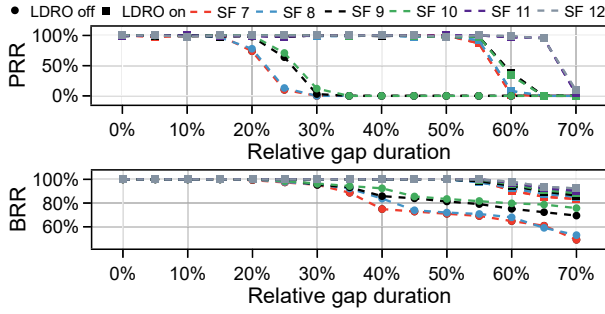 LDRO off LDRO on SF 7 SF 8 SF 9 SF 10 SF 11 SF 12
PRR
100%
50%
0%
0% 10% 20% 30% 40% 50% 60% 70%
Relative gap duration
BRR
100%
80%
60%
0% 10% 20% 30% 40% 50% 60% 70%
Relative gap duration